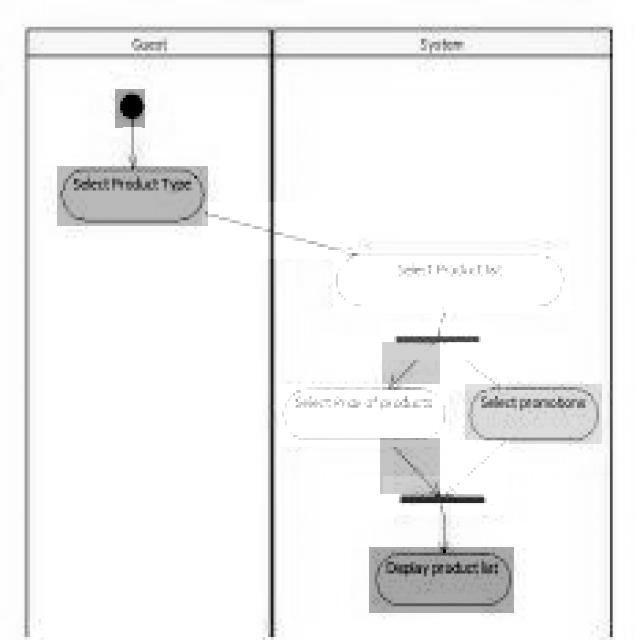 Guest
System
Select Product Type
Select Product list
Select Price of products
Select promotions
Display product list